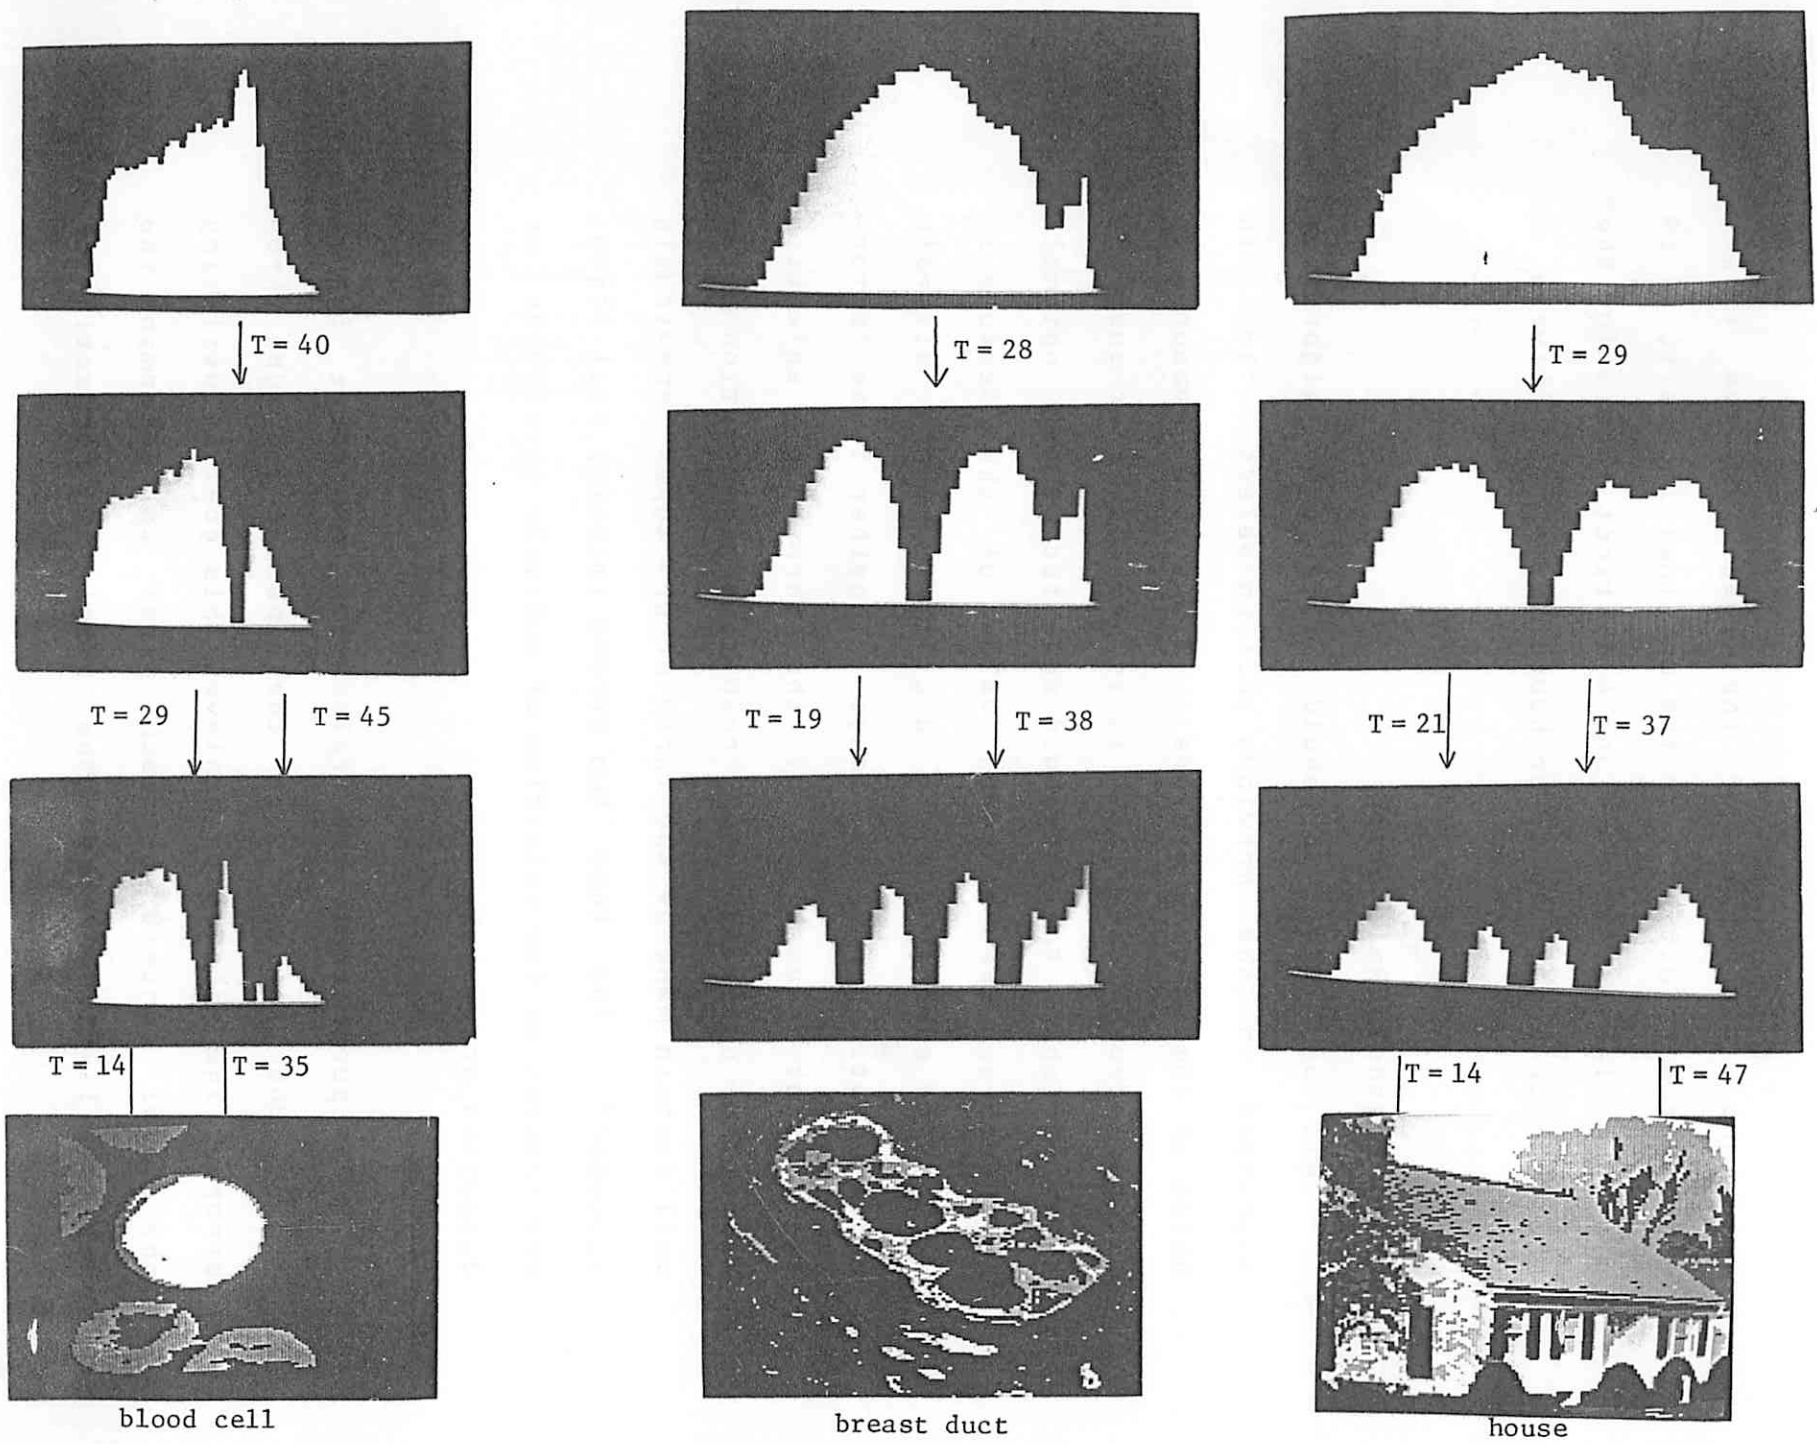 T = 40
T = 28
T = 29
T = 29
T = 45
T = 19
T = 38
T = 21
T = 37
T = 14
T = 35
T = 14
T = 47
blood cell
breast duct
house